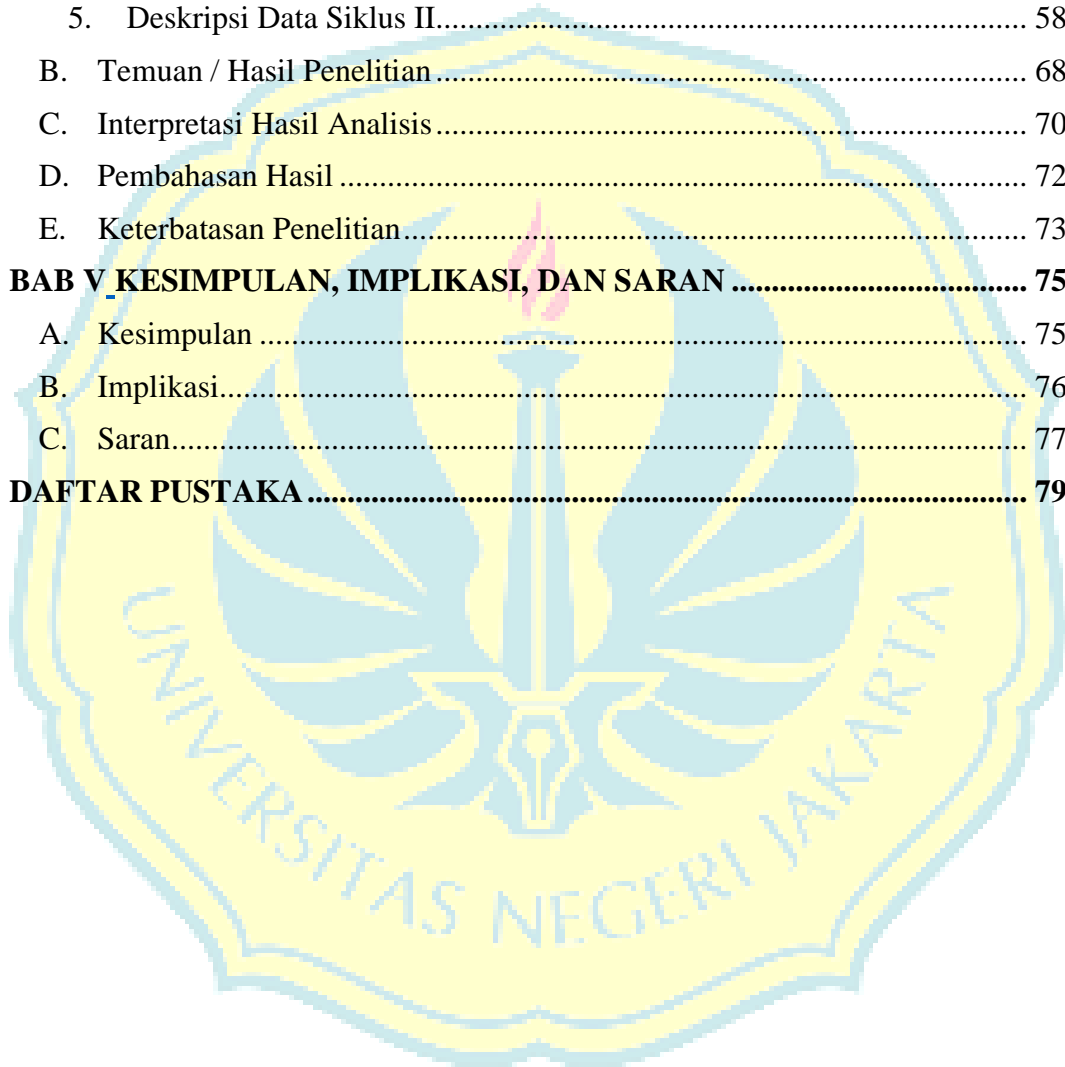 5. Deskripsi Data Siklus II.......................................................................... 58
B. Temuan / Hasil Penelitian.......................................................................... 68
C. Interpretasi Hasil Analisis.......................................................................... 70
D. Pembahasan Hasil.......................................................................... 72
E. Keterbatasan Penelitian.......................................................................... 73
BAB V KESIMPULAN, IMPLIKASI, DAN SARAN.................................... 75
A. Kesimpulan.......................................................................... 75
B. Implikasi.......................................................................... 76
C. Saran.......................................................................... 77
DAFTAR PUSTAKA.......................................................................... 79
UNIVERSITAS NEGERI JAKARTA